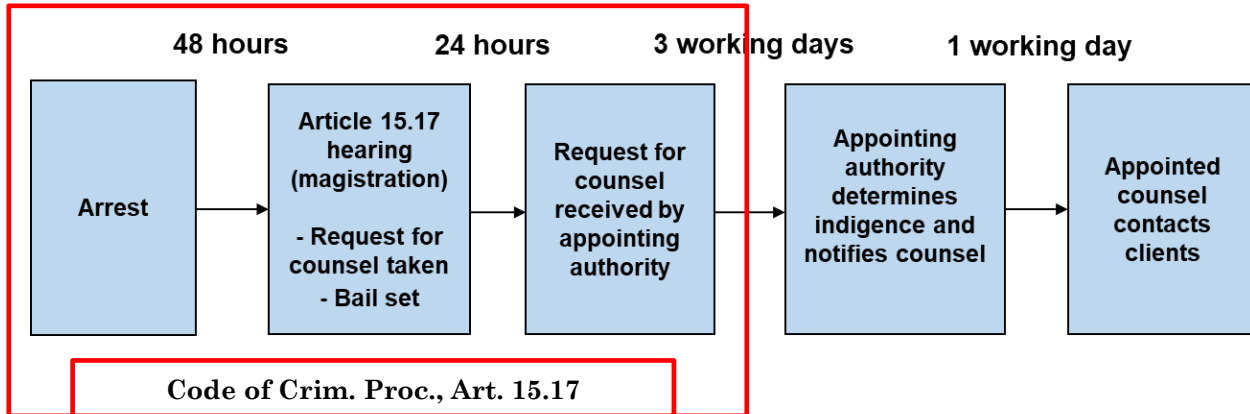 48 hours
24 hours
3 working days
1 working day
Arrest
Article 15.17
hearing
(magistration)
- Request for
counsel taken
- Bail set
Request for
counsel
received by
appointing
authority
Appointing
authority
determines
indigence and
notifies counsel
Appointed
counsel
contacts
clients
Code of Crim. Proc., Art. 15.17